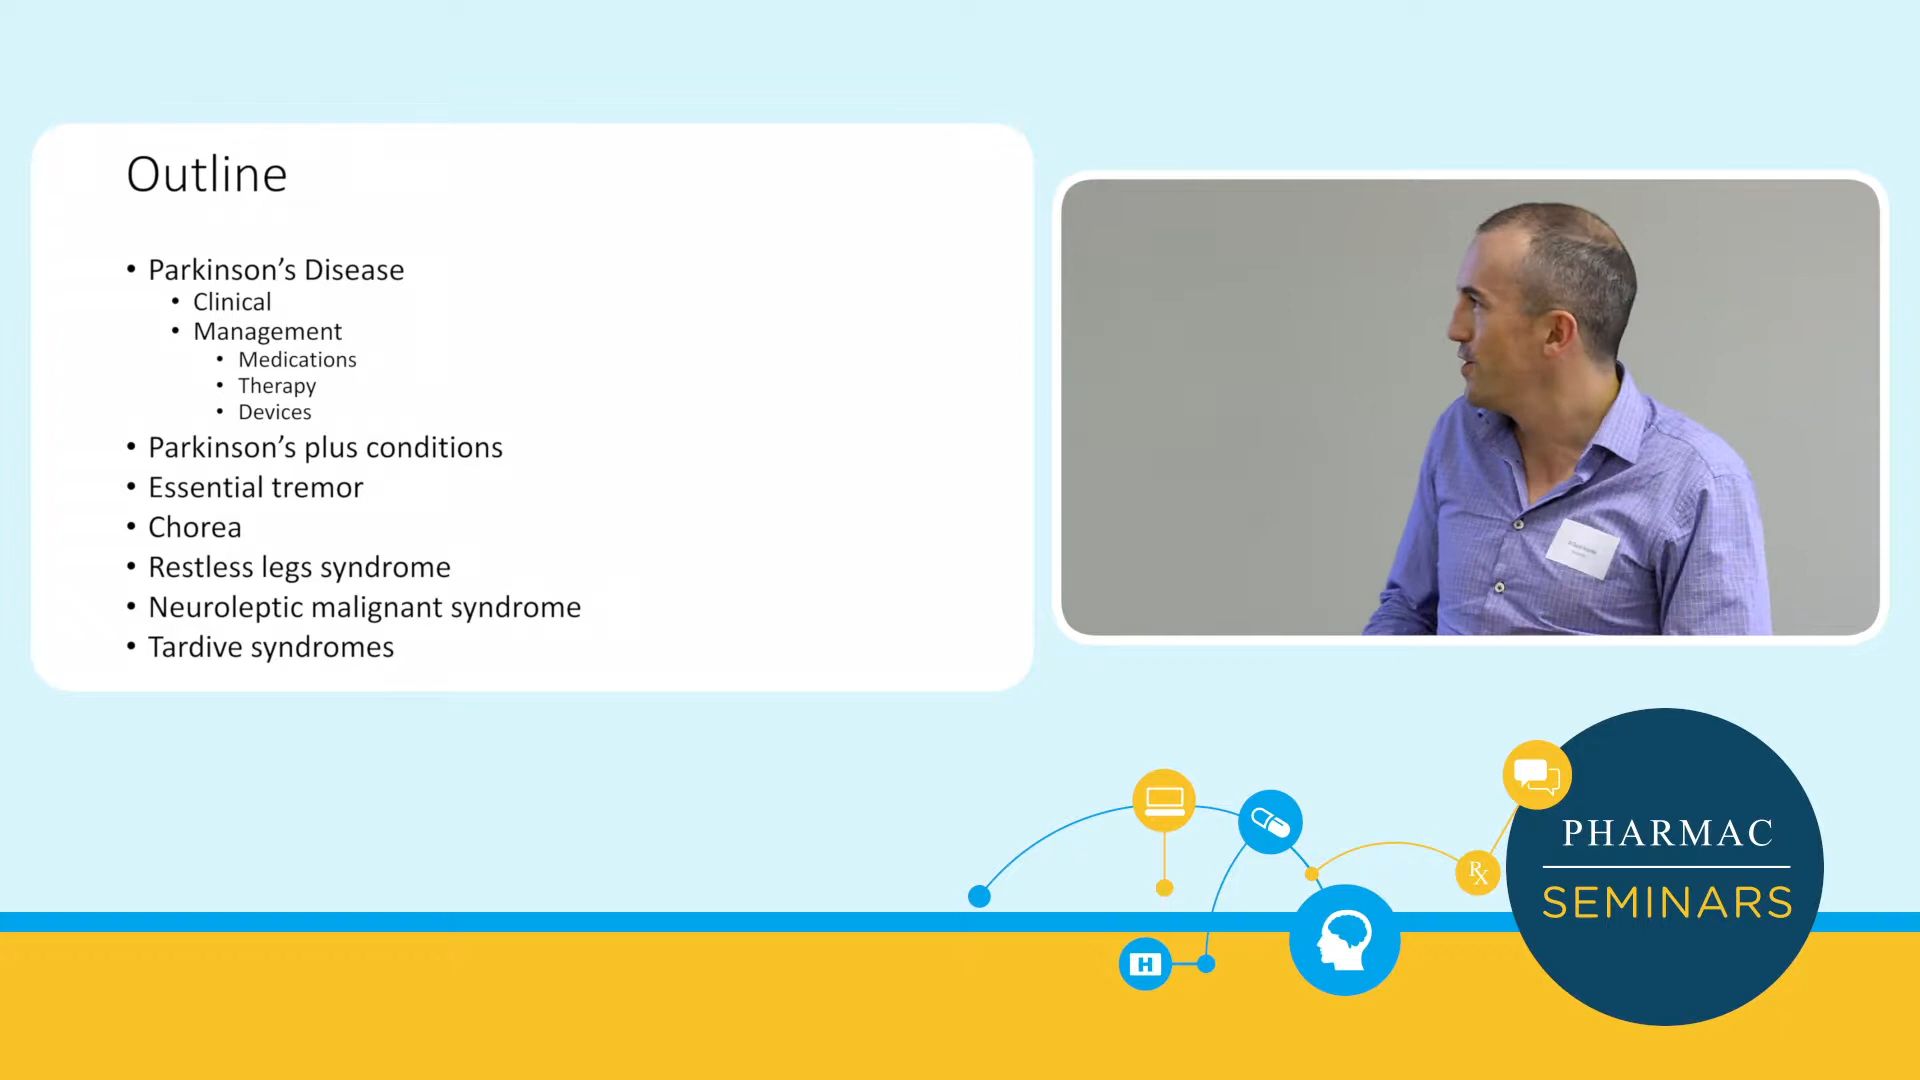 Outline
• Parkinson's Disease
• Clinical
• Management
• Medications
• Therapy
• Devices
• Parkinson's plus conditions
• Essential tremor
• Chorea
• Restless legs syndrome
• Neuroleptic malignant syndrome
• Tardive syndromes
PHARMAC
SEMINARS
Rx
H